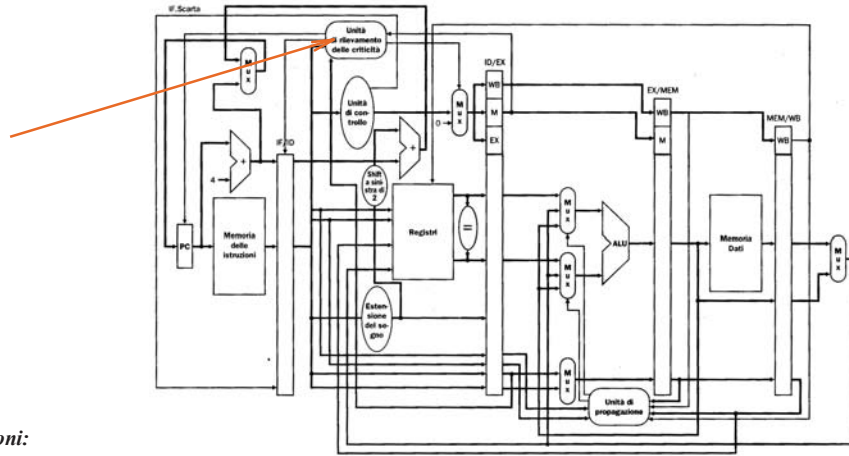 IF.Scarta
Unità
di rilevamento
delle criticità
M
u
x
ID/EX
WB
M
EX
Unità
di con-
trollo
M
u
x
0
EX/MEM
WB
M
MEM/WB
WB
IF/ID
+
+
4
Shift
a sini-
stra di
2
PC
Memoria
delle
istruzioni
Registri
=
M
u
x
ALU
Memoria
Dati
M
u
x
M
u
x
Esten-
sione
del segno
M
u
x
Unità di
propagazione
oni: